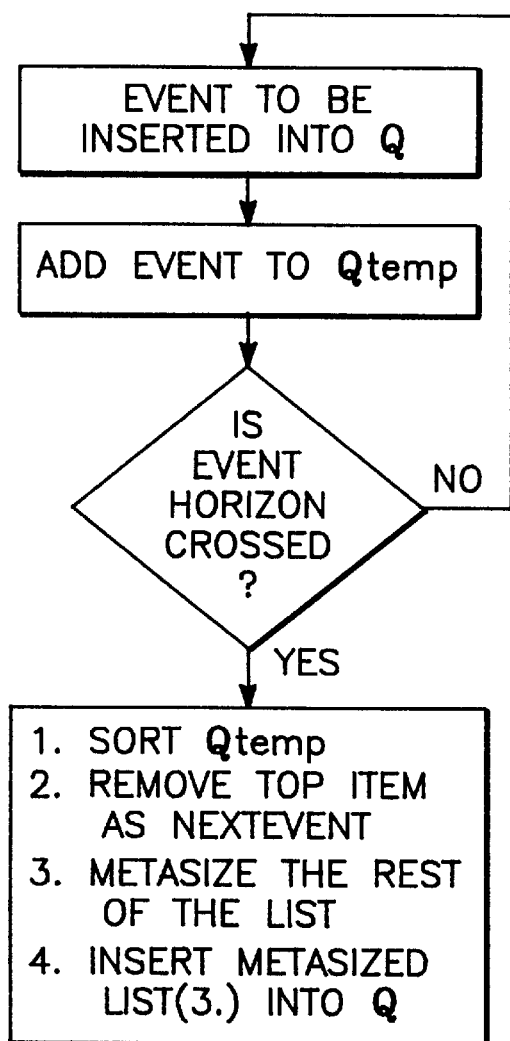 EVENT TO BE
INSERTED INTO Q
ADD EVENT TO Qtemp
IS
EVENT
HORIZON
CROSSED
?
NO
YES
1. SORT Qtemp
2. REMOVE TOP ITEM
AS NEXTEVENT
3. METASIZE THE REST
OF THE LIST
4. INSERT METASIZED
LIST(3.) INTO Q